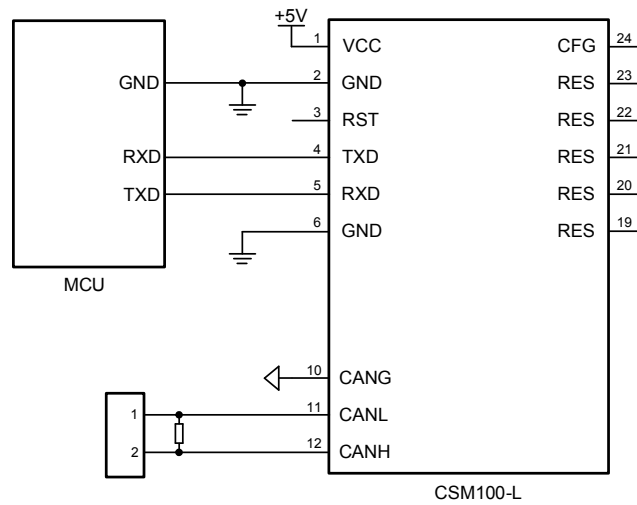 +5V
1 VCC CFG 24
GND 2 GND RES 23
3 RST RES 22
RXD 4 TXD RES 21
TXD 5 RXD RES 20
6 GND RES 19
MCU
10 CANG
1 11 CANL
2 12 CANH
CSM100-L